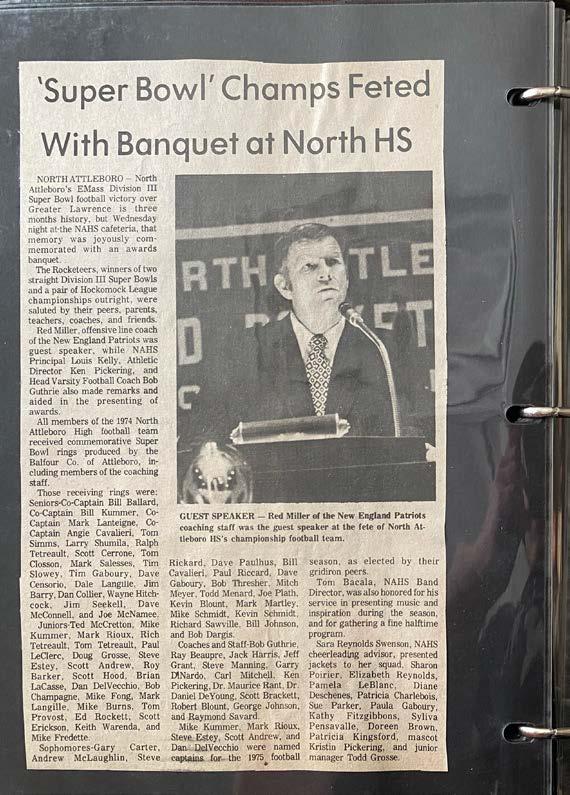 'Super Bowl' Champs Feted
With Banquet at North HS
NORTH ATTLEBORO — North
Attleboro's EMass Division III
Super Bowl football victory over
Greater Lawrence is three
months history, but Wednesday
night at the NAHS cafeteria, that
memory was joyously com-
memorated with an awards
banquet.
The Rocketeers, winners of two
straight Division III Super Bowls
and a pair of Hockomock League
championships outright, were
saluted by their peers, parents,
teachers, coaches, and friends.
Red Miller, offensive line coach
of the New England Patriots was
guest speaker, while NAHS
Principal Louis Kelly, Athletic
Director Ken Pickering, and
Head Varsity Football Coach Bob
Guthrie also made remarks and
aided in the presenting of
awards.
All members of the 1974 North
Attleboro High football team
received commemorative Super
Bowl rings produced by the
Balfour Co. of Attleboro, in-
cluding members of the coaching
staff.
Those receiving rings were:
Seniors-Co-Captain Bill Ballard,
Co-Captain Bill Kummer, Co-
Captain Mark Lanteigne, Co-
Captain Angie Cavalieri, Tom
Simms, Larry Shumila, Ralph
Tetreault, Scott Cerrone, Tom
Closson, Mark Salesses, Tim
Slowey, Tim Gaboury, Dave
Censorio, Dale Langille, Jim
Barry, Dan Collier, Wayne Hitch-
cock, Jim Seekell, Dave
McConnell, and Joe McNamee.
Juniors-Ted McCretton, Mike
Kummer, Mark Rioux, Rich
Tetreault, Tom Tetreault, Paul
LeClerc, Doug Grosse, Steve
Estey, Scott Andrew, Roy
Barker, Scott Hood, Brian
LaCasse, Dan DelVecchio, Bob
Champagne, Mike Fong, Mark
Langille, Mike Burns, Tom
Provost, Ed Rockett, Scott
Erickson, Keith Warenda, and
Mike Fredette.
Sophomores-Gary Carter,
Andrew McLaughlin, Steve
RTH ATTLE
D ROCKET
GUEST SPEAKER — Red Miller of the New England Patriots
coaching staff was the guest speaker at the fete of North At-
tleboro HS's championship football team.
Rickard, Dave Paulhus, Bill
Cavalieri, Paul Riccard, Dave
Gaboury, Bob Thresher, Mitch
Meyer, Todd Menard, Joe Plath,
Kevin Blount, Mark Martley,
Mike Schmidt, Kevin Schmidt,
Richard Sawville, Bill Johnson,
and Bob Dargis.
Coaches and Staff-Bob Guthrie,
Ray Beaupre, Jack Harris, Jeff
Grant, Steve Manning, Garry
DiNardo, Carl Mitchell, Ken
Pickering, Dr. Maurice Rant, Dr.
Daniel DeYoung, Scott Brackett,
Robert Blount, George Johnson,
and Raymond Savard.
Mike Kummer, Mark Rioux,
Steve Estey, Scott Andrew, and
Dan DelVecchio were named
captains for the 1975 football
season, as elected by their
gridiron peers.
Tom Bacala, NAHS Band
Director, was also honored for his
service in presenting music and
inspiration during the season,
and for gathering a fine halftime
program.
Sara Reynolds Swenson, NAHS
cheerleading advisor, presented
jackets to her squad, Sharon
Poirier, Elizabeth Reynolds,
Pamela LeBlanc, Diane
Deschenes, Patricia Charlebois,
Sue Parker, Paula Gaboury,
Kathy Fitzgibbons, Syliva
Pensavalle, Doreen Brown,
Patricia Kingsford, mascot
Kristin Pickering, and junior
manager Todd Grosse.